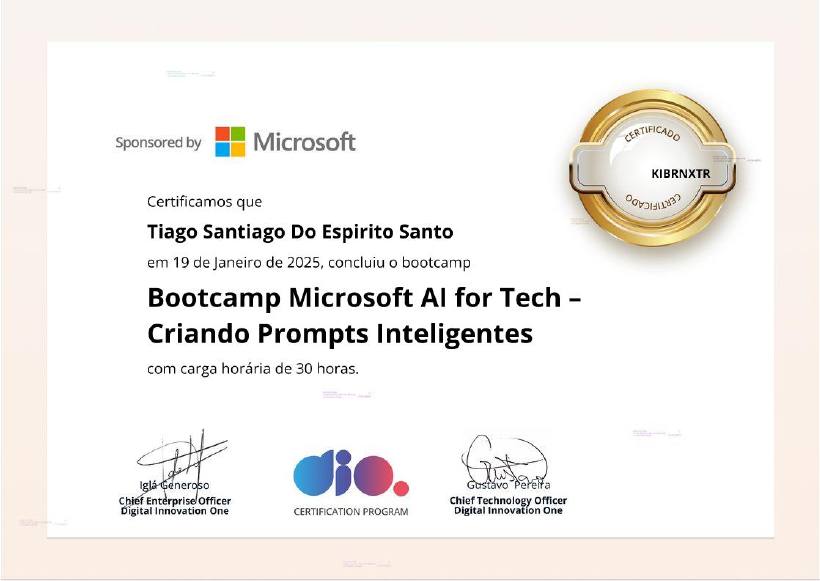 Sponsored by Microsoft
CERTIFICADO
KIBRNXTR
CERTIFICADO
Certificamos que
Tiago Santiago Do Espirito Santo
em 19 de Janeiro de 2025, concluiu o bootcamp
Bootcamp Microsoft AI for Tech –
Criando Prompts Inteligentes
com carga horária de 30 horas.
Iglá Generoso
Chief Enterprise Officer
Digital Innovation One
dio.
CERTIFICATION PROGRAM
Gustavo Pereira
Chief Technology Officer
Digital Innovation One